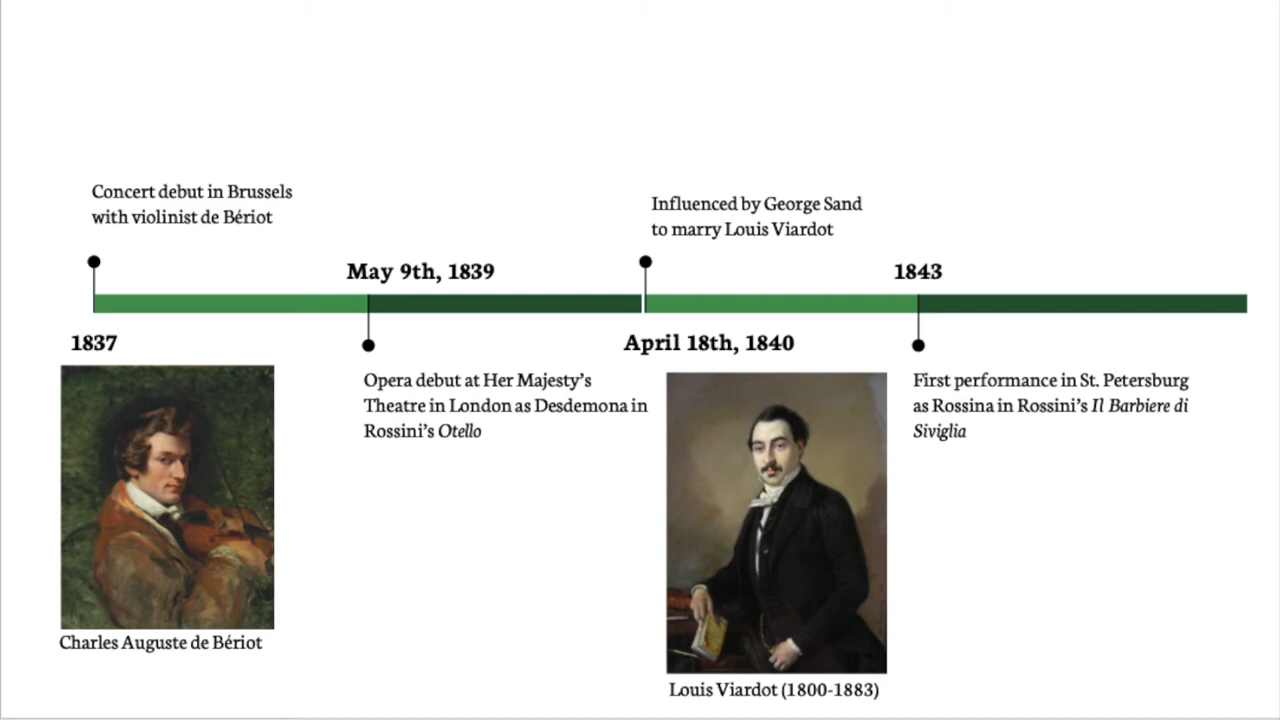 Concert debut in Brussels
with violinist de Bériot
Influenced by George Sand
to marry Louis Viardot
May 9th, 1839
1843
1837
April 18th, 1840
Opera debut at Her Majesty’s
Theatre in London as Desdemona in
Rossini’s Otello
First performance in St. Petersburg
as Rossina in Rossini’s Il Barbiere di
Siviglia
Charles Auguste de Bériot
Louis Viardot (1800-1883)